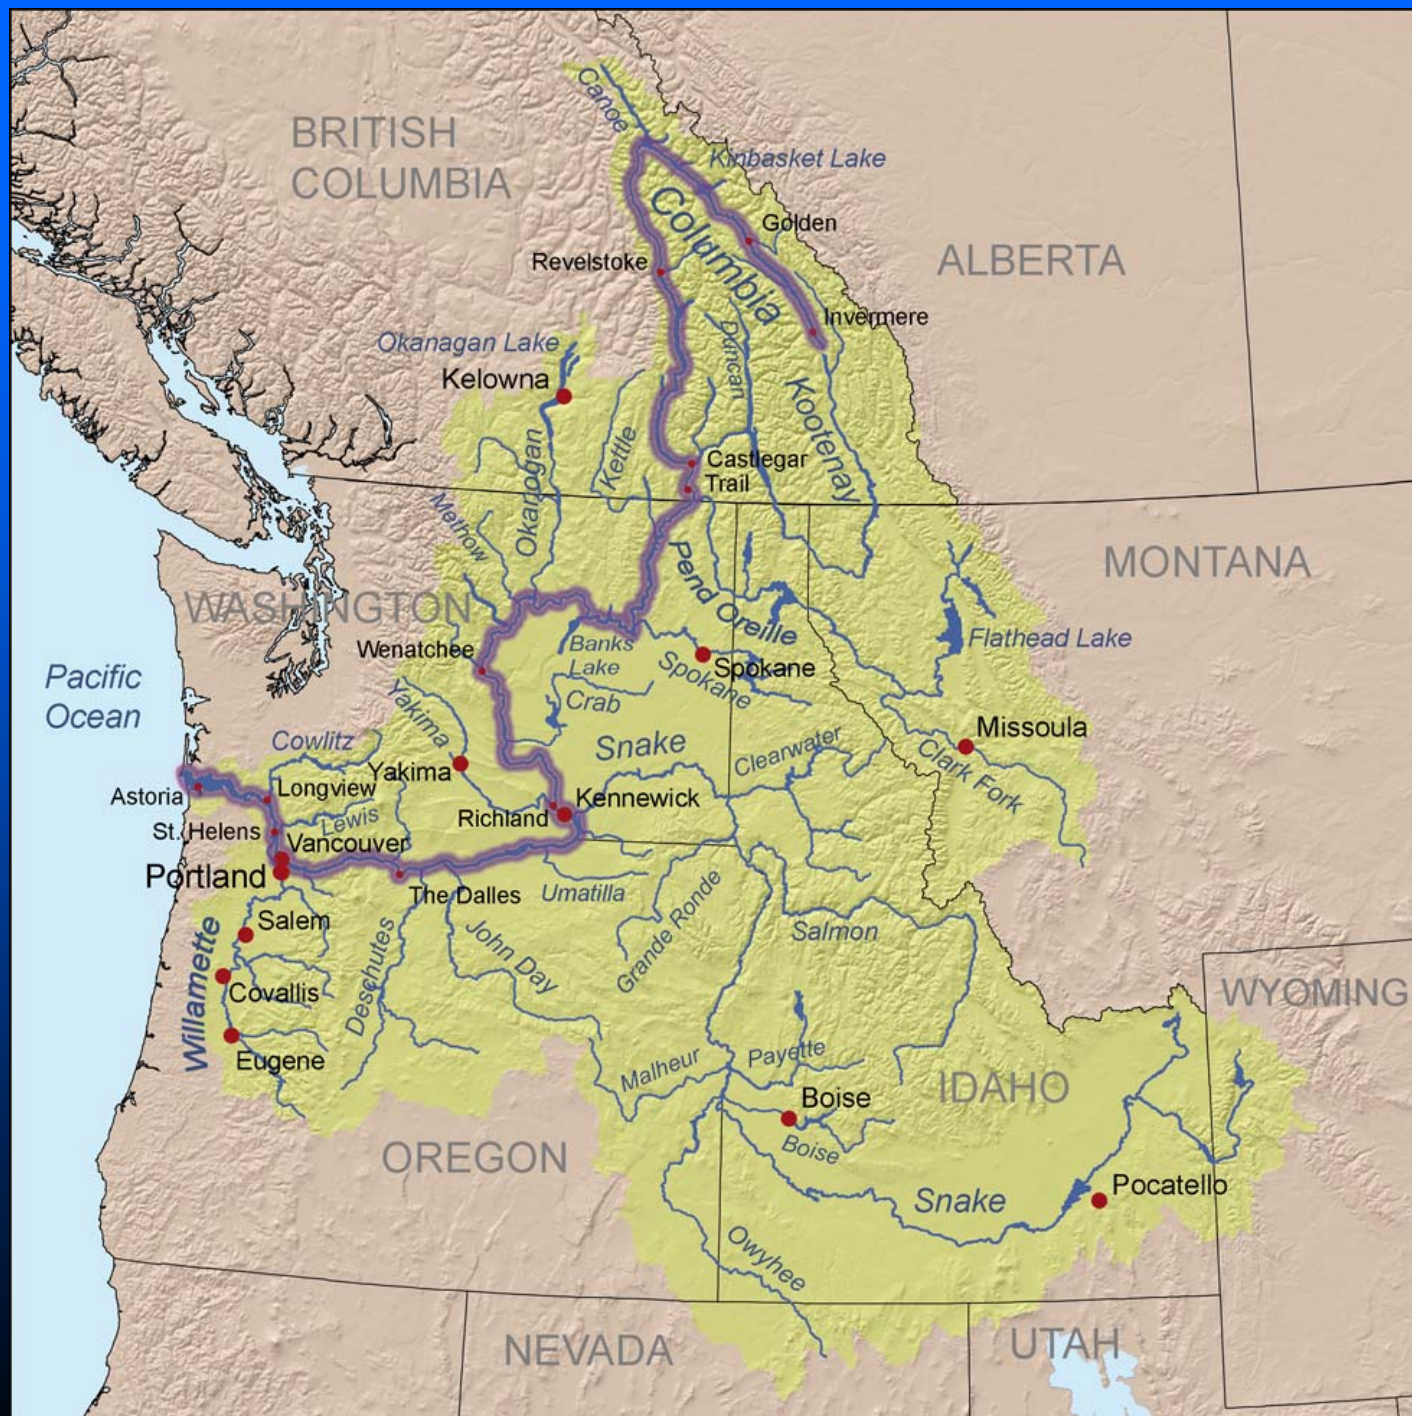 Canoe
BRITISH
COLUMBIA
Kinbasket Lake
Columbia
Golden
Revelstoke
ALBERTA
Invermere
Duncan
Okanagan Lake
Kelowna
Kootenay
Okanogan
Kettle
Castlegar
Trail
Methow
MONTANA
Pend Oreille
WASHINGTON
Flathead Lake
Wenatchee
Banks
Lake
Spokane
Spokane
Pacific
Ocean
Yakima
Crab
Missoula
Cowlitz
Snake
Clearwater
Clark Fork
Yakima
Astoria
Longview
Richland
Kennewick
St. Helens
Lewis
Vancouver
Portland
The Dalles
Umatilla
Grande Ronde
Salem
Salmon
Willamette
Deschutes
John Day
Covallis
WYOMING
Eugene
Malheur
Payette
IDAHO
Boise
Boise
OREGON
Pocatello
Snake
Owyhee
NEVADA
UTAH